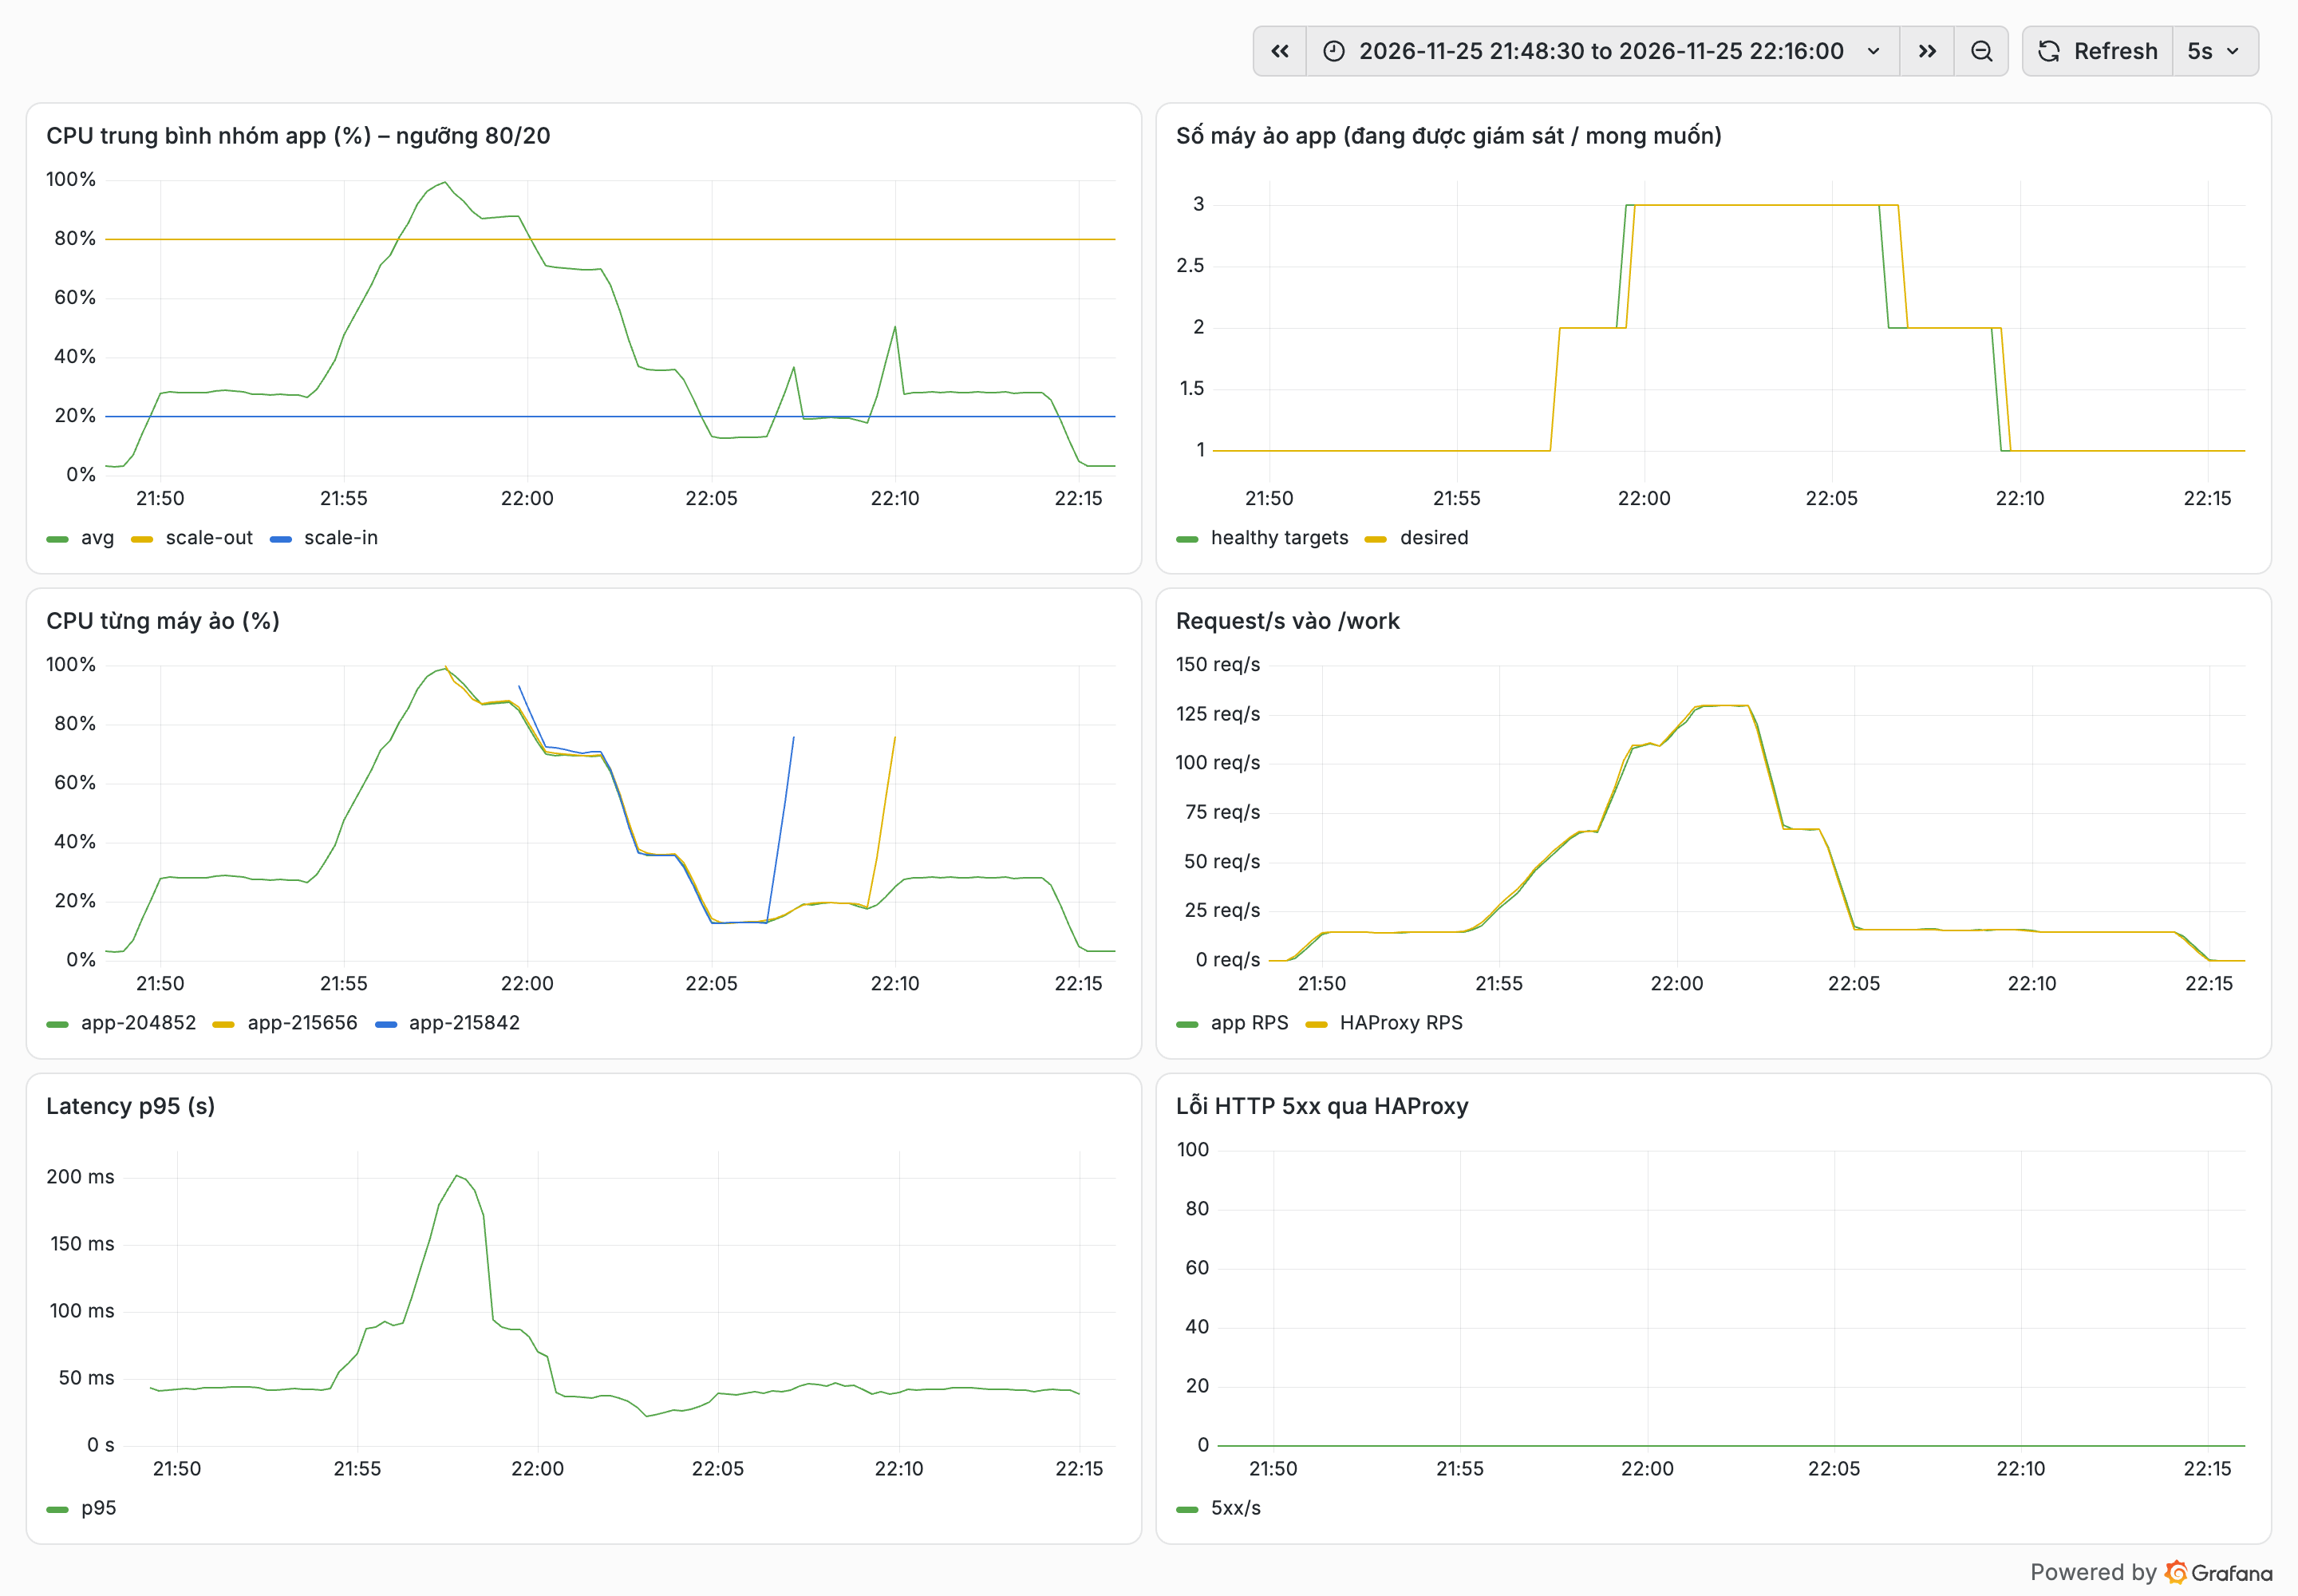 2026-11-25 21:48:30 to 2026-11-25 22:16:00
Refresh
5s
CPU trung bình nhóm app (%) – ngưỡng 80/20
100%
80%
60%
40%
20%
0%
21:50 21:55 22:00 22:05 22:10 22:15
avg scale-out scale-in
Số máy ảo app (đang được giám sát / mong muốn)
3
2.5
2
1.5
1
21:50 21:55 22:00 22:05 22:10 22:15
healthy targets desired
CPU từng máy ảo (%)
100%
80%
60%
40%
20%
0%
21:50 21:55 22:00 22:05 22:10 22:15
app-204852 app-215656 app-215842
Request/s vào /work
150 req/s
125 req/s
100 req/s
75 req/s
50 req/s
25 req/s
0 req/s
21:50 21:55 22:00 22:05 22:10 22:15
app RPS HAProxy RPS
Latency p95 (s)
200 ms
150 ms
100 ms
50 ms
0 s
21:50 21:55 22:00 22:05 22:10 22:15
p95
Lỗi HTTP 5xx qua HAProxy
100
80
60
40
20
0
21:50 21:55 22:00 22:05 22:10 22:15
5xx/s
Powered by Grafana